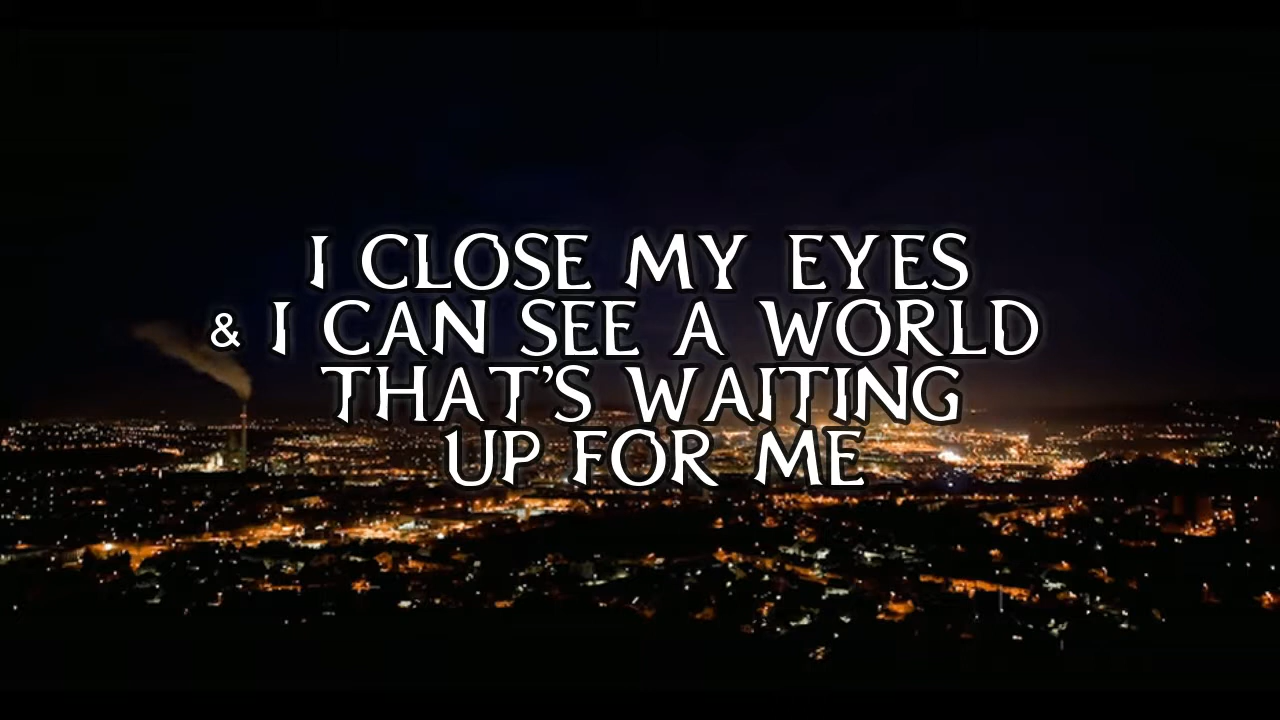 I CLOSE MY EYES
& I CAN SEE A WORLD
THAT'S WAITING
UP FOR ME